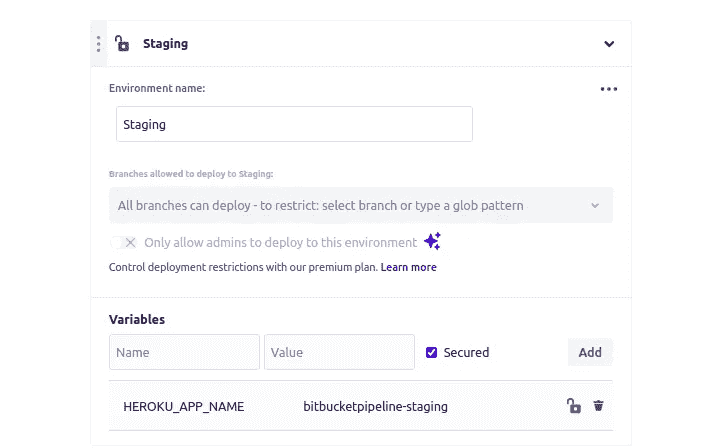 Staging
Environment name:
Staging
Branches allowed to deploy to Staging:
All branches can deploy - to restrict: select branch or type a glob pattern
Only allow admins to deploy to this environment
Control deployment restrictions with our premium plan. Learn more
Variables
Name Value Secured Add
HEROKU_APP_NAME bitbucketpipeline-staging